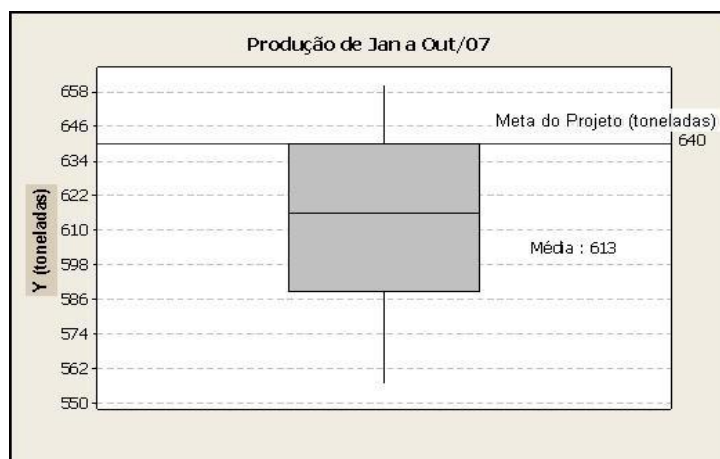 Produção de Jan a Out/07
658
646
634
622
610
598
586
574
562
550
Y (toneladas)
Meta do Projeto (toneladas)
640
Média : 613